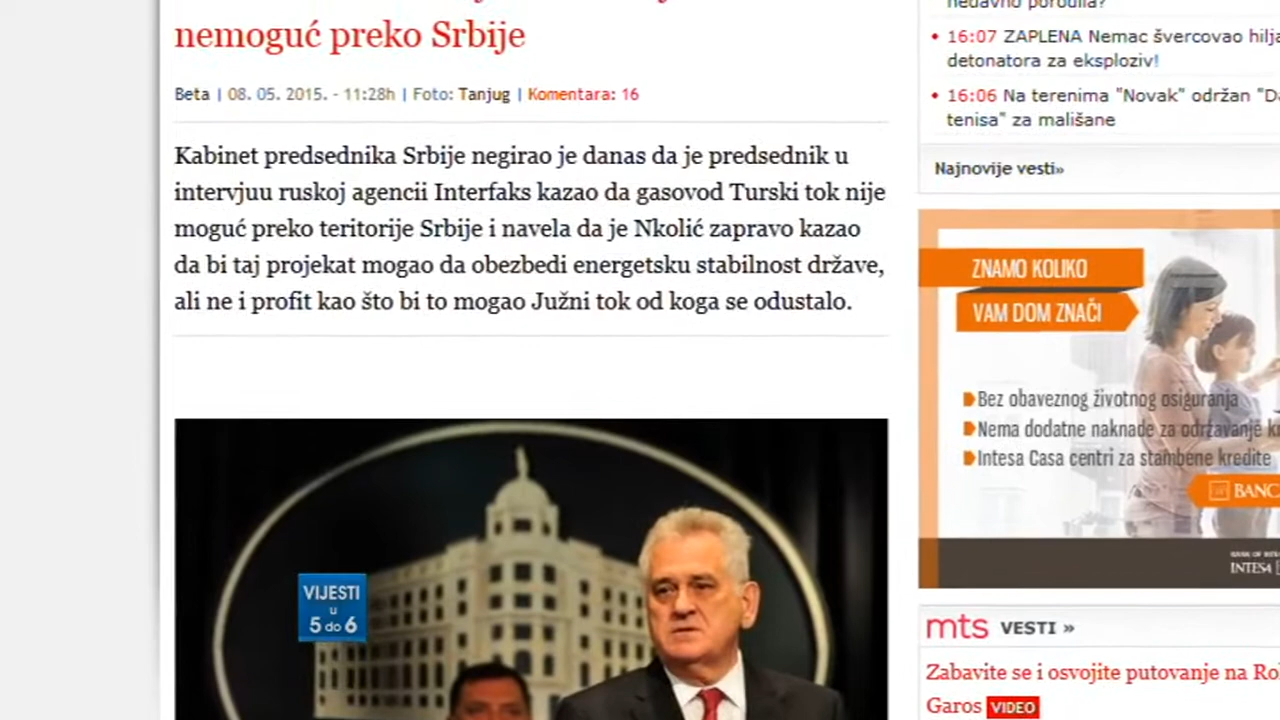 nemoguć preko Srbije
Beta | 08. 05. 2015. - 11:28h | Foto: Tanjug | Komentara: 16
Kabinet predsednika Srbije negirao je danas da je predsednik u
intervjuu ruskoj agencii Interfaks kazao da gasovod Turski tok nije
moguć preko teritorije Srbije i navela da je Nkolić zapravo kazao
da bi taj projekat mogao da obezbedi energetsku stabilnost države,
ali ne i profit kao što bi to mogao Južni tok od koga se odustalo.
VIJESTI
u
5 do 6
nedavno porodila?
16:07 ZAPLENA Nemac švercovao hilja
detonatora za eksploziv!
16:06 Na terenima "Novak" održan "Da
tenisa" za mališane
Najnovije vesti»
ZNAMO KOLIKO
VAM DOM ZNAČI
Bez obaveznog životnog osiguranja
Nema dodatne naknade za održavanje k
Intesa Casa centri za stambene kredite
BANC
INTESA
mts VESTI »
Zabavite se i osvojite putovanje na Ro
Garos VIDEO